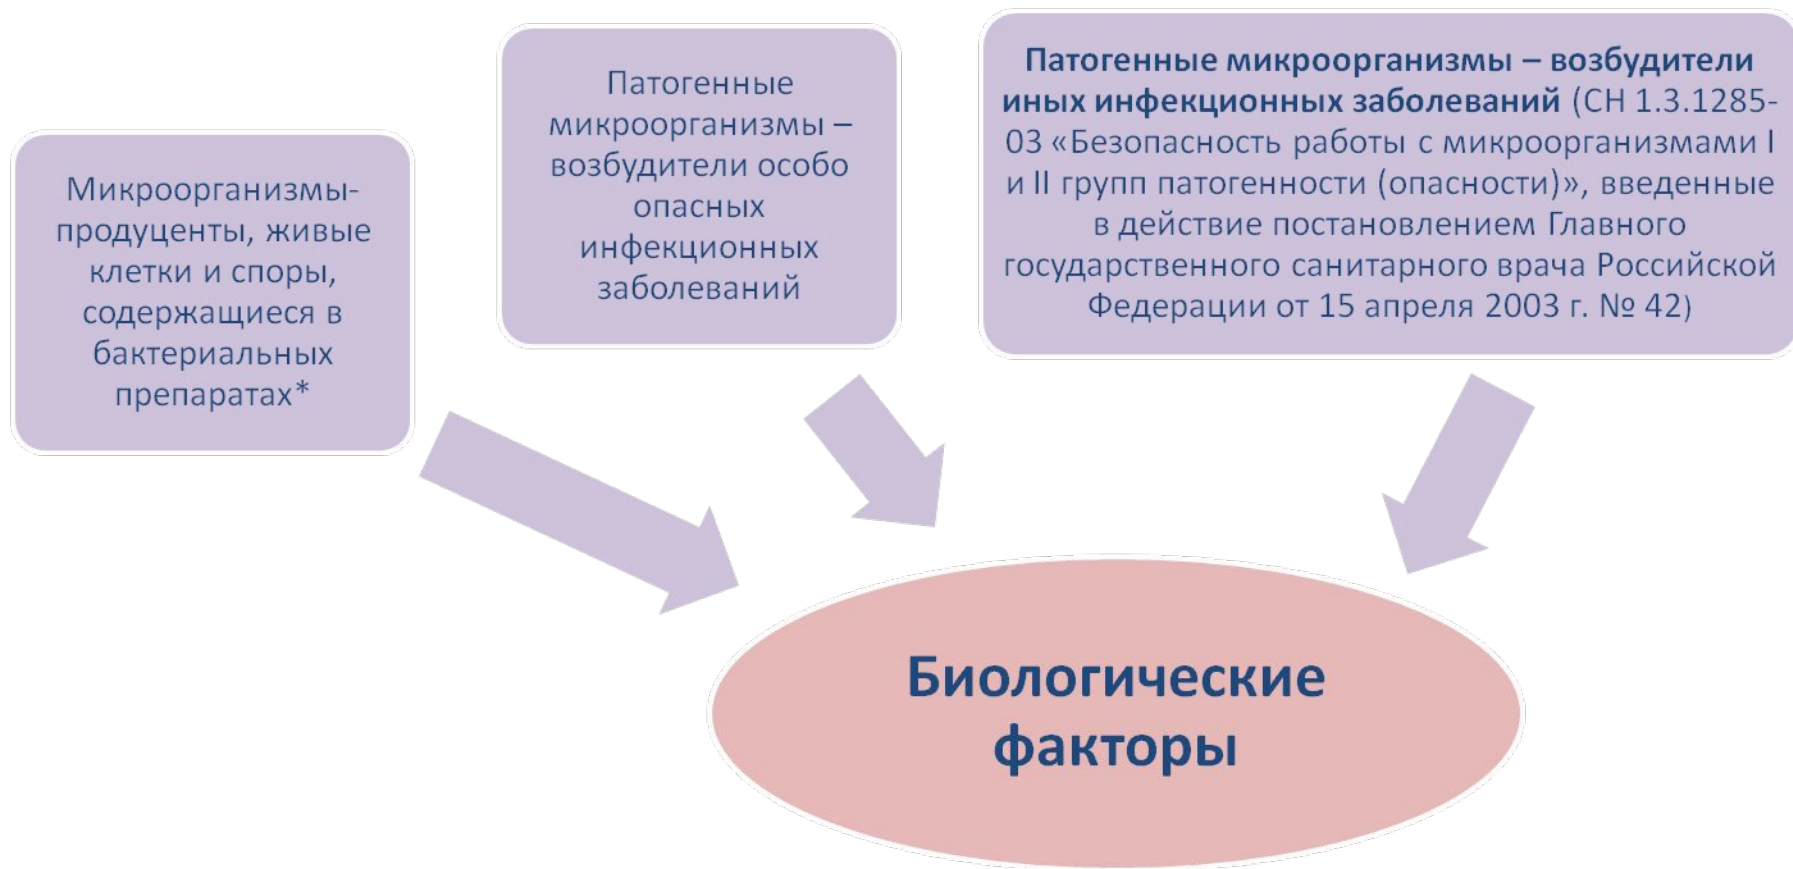 Микроорганизмы-
продуценты, живые
клетки и споры,
содержащиеся в
бактериальных
препаратах*
Патогенные
микроорганизмы –
возбудители особо
опасных
инфекционных
заболеваний
Патогенные микроорганизмы – возбудители
иных инфекционных заболеваний (СН 1.3.1285-
03 «Безопасность работы с микроорганизмами I
и II групп патогенности (опасности)», введенные
в действие постановлением Главного
государственного санитарного врача Российской
Федерации от 15 апреля 2003 г. № 42)
Биологические
факторы